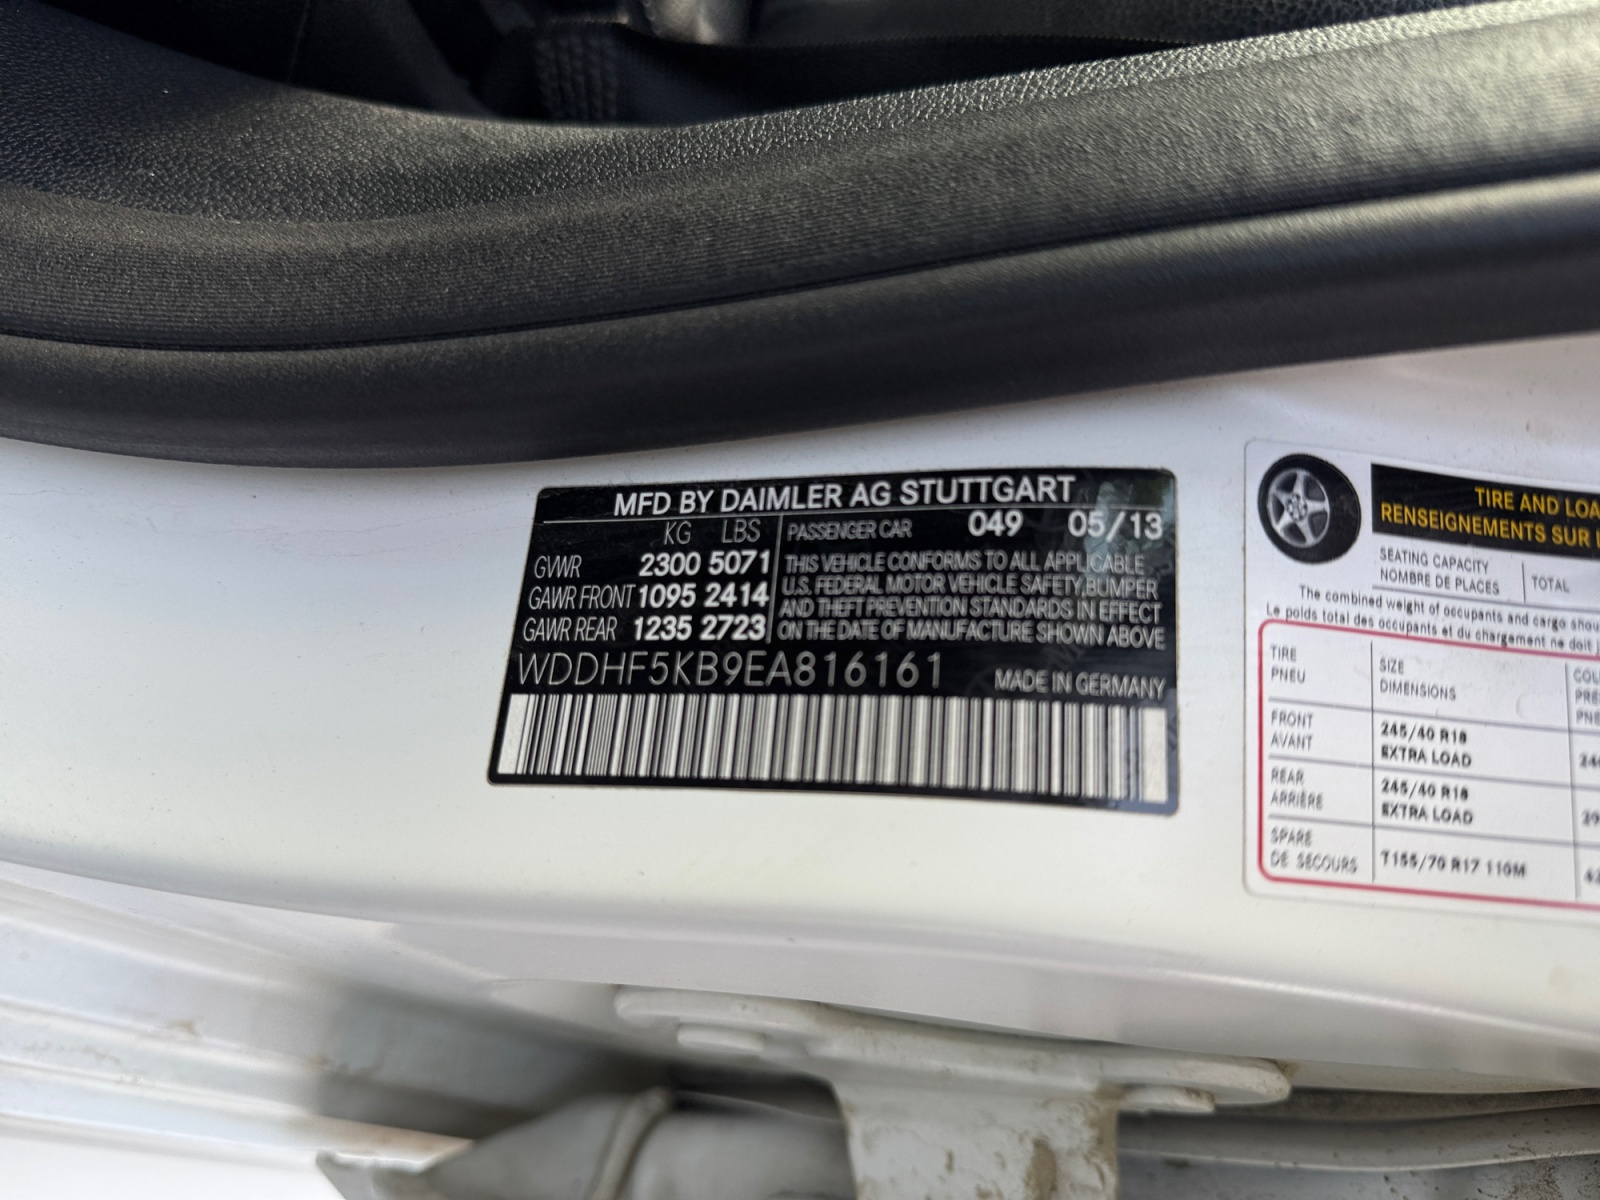 MFD BY DAIMLER AG STUTTGART
KG LBS
GVWR 2300 5071
GAWR FRONT 1095 2414
GAWR REAR 1235 2723
PASSENGER CAR 049 05/13
THIS VEHICLE CONFORMS TO ALL APPLICABLE
U.S. FEDERAL MOTOR VEHICLE SAFETY, BUMPER
AND THEFT PREVENTION STANDARDS IN EFFECT
ON THE DATE OF MANUFACTURE SHOWN ABOVE
WDDHF5KB9EA816161 MADE IN GERMANY
TIRE AND LOA
RENSEIGNEMENTS SUR
SEATING CAPACITY
NOMBRE DE PLACES
TOTAL
The combined weight of occupants and cargo shou
Le poids total des occupants et du chargement ne doit
TIRE
PNEU
SIZE
DIMENSIONS
COL
PRE
PNE
FRONT
AVANT
245/40 R18
EXTRA LOAD
REAR
ARRIÈRE
245/40 R18
EXTRA LOAD
SPARE
DE SECOURS
T155/70 R17 110M